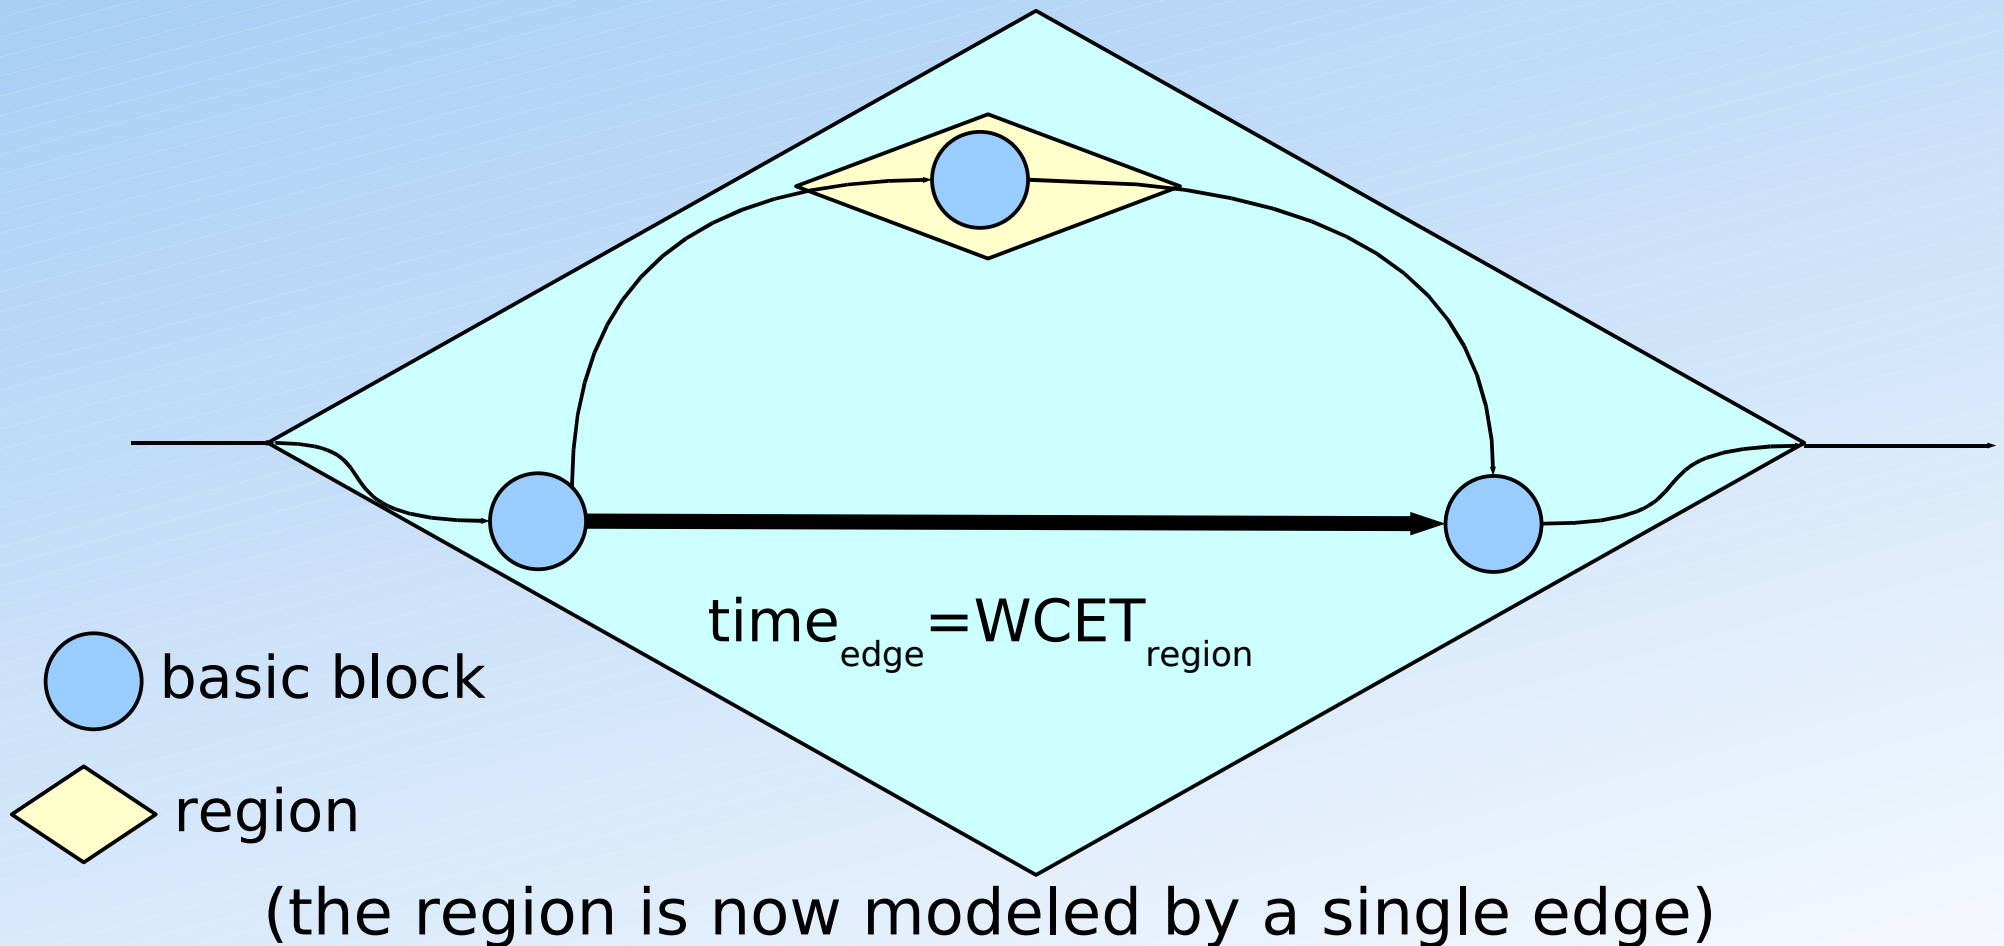 time_edge=WCET_region
basic block
region
(the region is now modeled by a single edge)